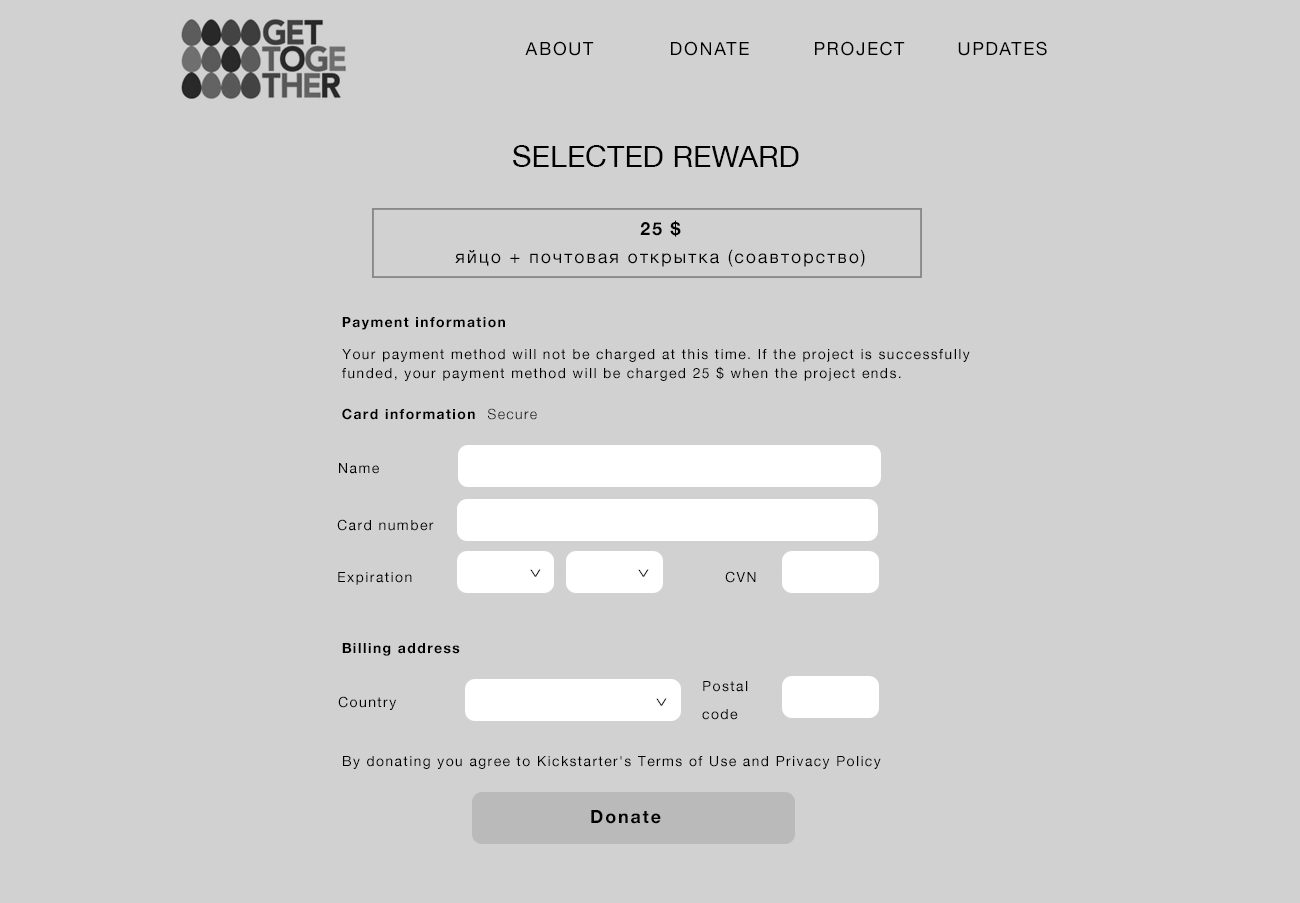 GET
TOGE
THER
ABOUT DONATE PROJECT UPDATES
SELECTED REWARD
25 $
яйцо + почтовая открытка (соавторство)
Payment information
Your payment method will not be charged at this time. If the project is successfully
funded, your payment method will be charged 25 $ when the project ends.
Card information Secure
Name
Card number
Expiration CVN
Billing address
Country Postal
code
By donating you agree to Kickstarter's Terms of Use and Privacy Policy
Donate